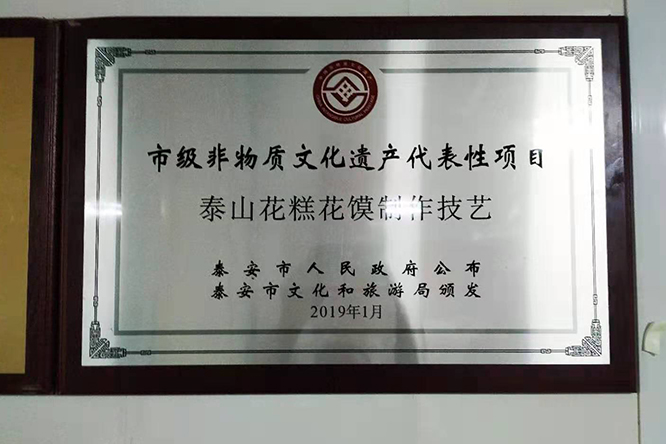 市级非物质文化遗产代表性项目
泰山花糕花馍制作技艺
泰安市人民政府公布
泰安市文化和旅游局颁发
2019年1月